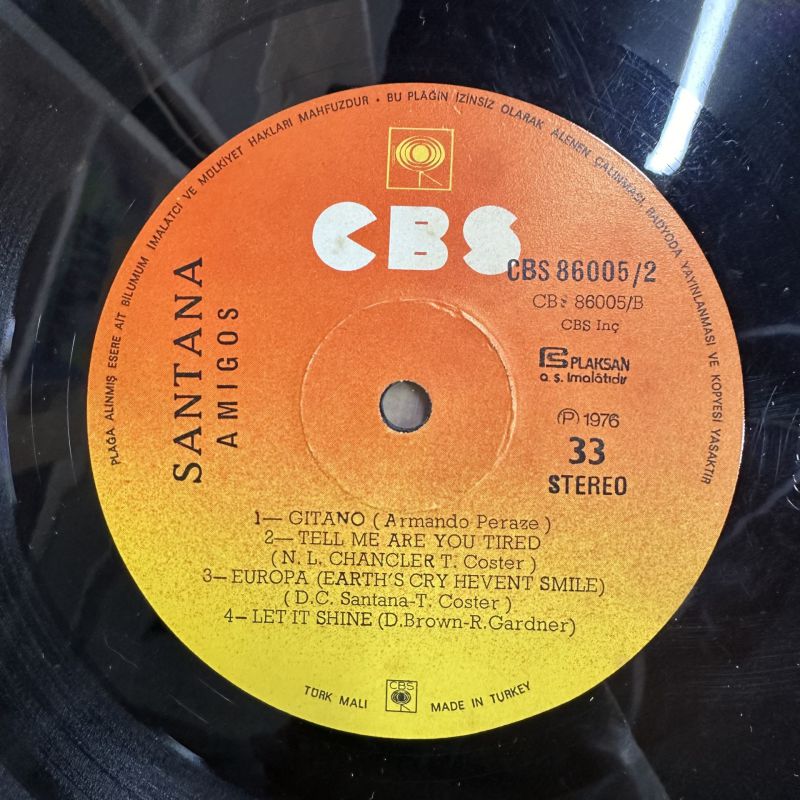 PLAĞA ALINMIŞ ESERE AİT BİLUMUM İMALATCI VE MÜLKİYET HAKLARI MAHFUZDUR • BU PLAĞIN İZİNSİZ OLARAK ALENEN ÇALINMASI, RADYODA YAYINLANMASI VE KOPYESİ YASAKTIR
CBS
CBS 86005/2
CBS 86005/B
CBS Inç
PLAKSAN
a.ş. imalâtıdır
SANTANA
AMIGOS
Ⓟ 1976
33
STEREO
1— GITANO ( Armando Peraze )
2— TELL ME ARE YOU TIRED
( N. L. CHANCLER T. Coster )
3— EUROPA (EARTH'S CRY HEVENT SMILE)
( D.C. Santana-T. Coster )
4— LET IT SHINE (D.Brown-R.Gardner)
TÜRK MALI
CBS
MADE IN TURKEY